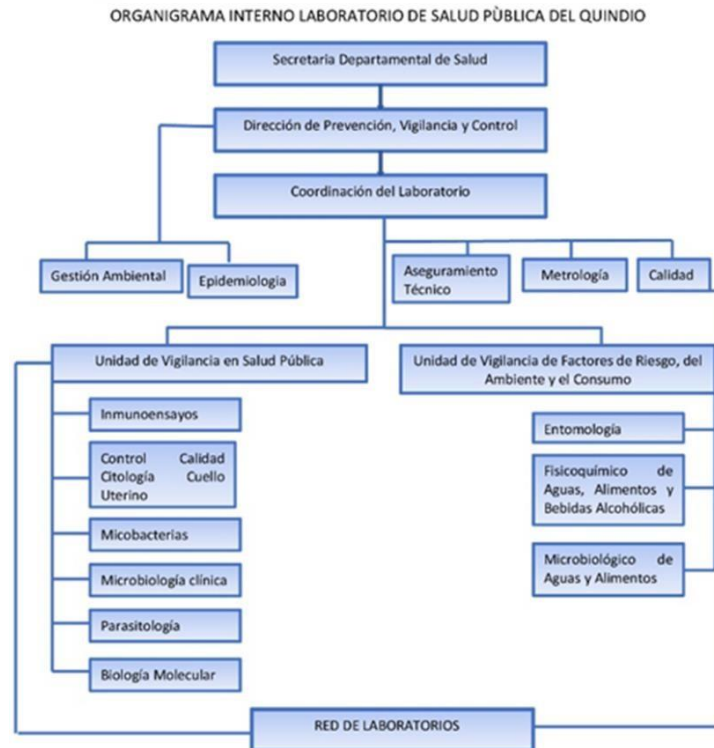 ORGANIGRAMA INTERNO LABORATORIO DE SALUD PÙBLICA DEL QUINDIO
Secretaria Departamental de Salud
Dirección de Prevención, Vigilancia y Control
Coordinación del Laboratorio
Gestión Ambiental
Epidemiologia
Aseguramiento
Técnico
Metrología
Calidad
Unidad de Vigilancia en Salud Pública
Unidad de Vigilancia de Factores de Riesgo, del
Ambiente y el Consumo
Inmunoensayos
Control Calidad
Citología Cuello
Uterino
Micobacterias
Microbiología clínica
Parasitología
Biología Molecular
Entomología
Fisicoquímico de
Aguas, Alimentos y
Bebidas Alcohólicas
Microbiológico de
Aguas y Alimentos
RED DE LABORATORIOS